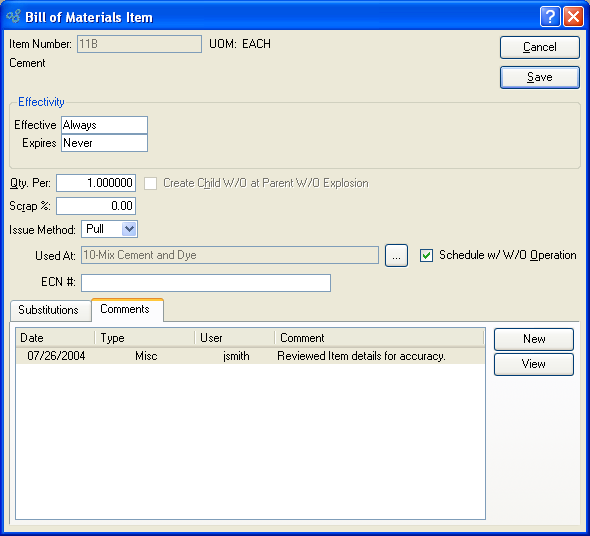 Bill of Materials Item
Item Number: 11B UOM: EACH
Cancel
Cement
Save
Effectivity
Effective Always
Expires Never
Qty. Per: 1.000000 Create Child W/O at Parent W/O Explosion
Scrap %: 0.00
Issue Method: Pull
Used At: 10-Mix Cement and Dye ... Schedule w/ W/O Operation
ECN #:
Substitutions Comments
Date Type User Comment
New
07/26/2004 Misc jsmith Reviewed Item details for accuracy.
View